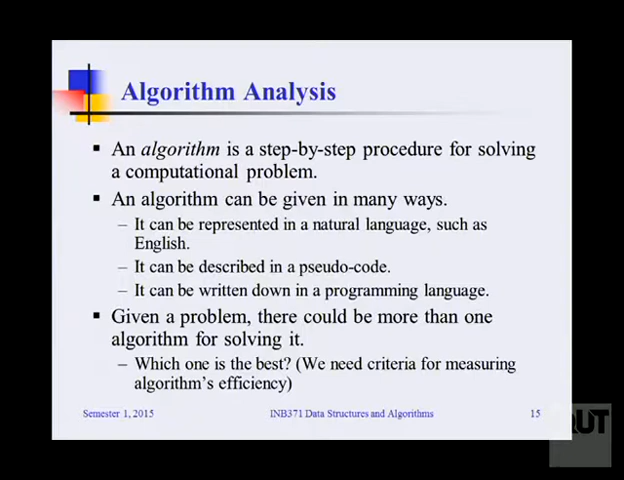 Algorithm Analysis
▪ An algorithm is a step-by-step procedure for solving
a computational problem.
▪ An algorithm can be given in many ways.
– It can be represented in a natural language, such as
English.
– It can be described in a pseudo-code.
– It can be written down in a programming language.
▪ Given a problem, there could be more than one
algorithm for solving it.
– Which one is the best? (We need criteria for measuring
algorithm's efficiency)
Semester 1, 2015 INB371 Data Structures and Algorithms 15
QUT